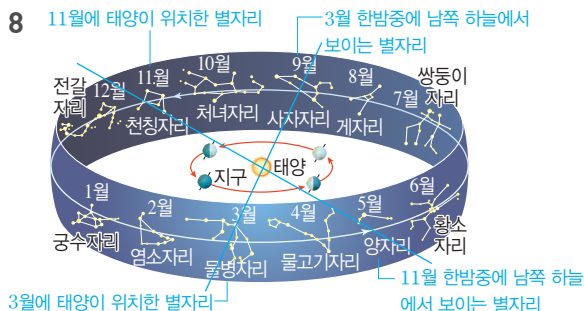 8
11월에 태양이 위치한 별자리
3월 한밤중에 남쪽 하늘에서
보이는 별자리
전갈
자리
12월
11월
천칭자리
10월
처녀자리
9월
사자자리
8월
게자리
7월
쌍둥이
자리
지구
태양
1월
궁수자리
2월
염소자리
3월
물병자리
4월
물고기자리
5월
양자리
6월
황소
자리
3월에 태양이 위치한 별자리
11월 한밤중에 남쪽 하늘
에서 보이는 별자리